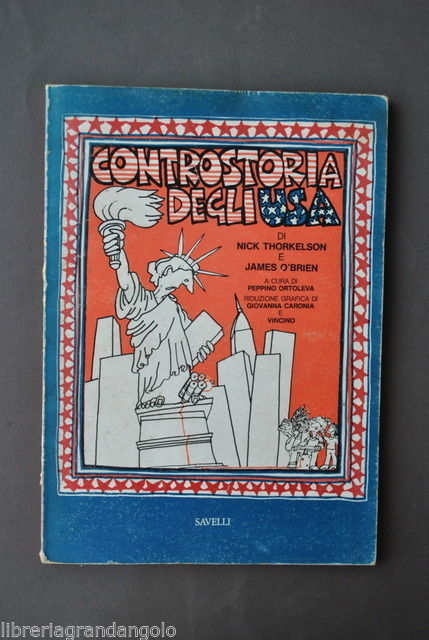 CONTROSTORIA
DEGLI USA
DI
NICK THORKELSON
E
JAMES O'BRIEN
A CURA DI
PEPPINO ORTOLEVA
RIDUZIONE GRAFICA DI
GIOVANNA CARONIA
E
VINCINO
SAVELLI
libreriagrandangolo